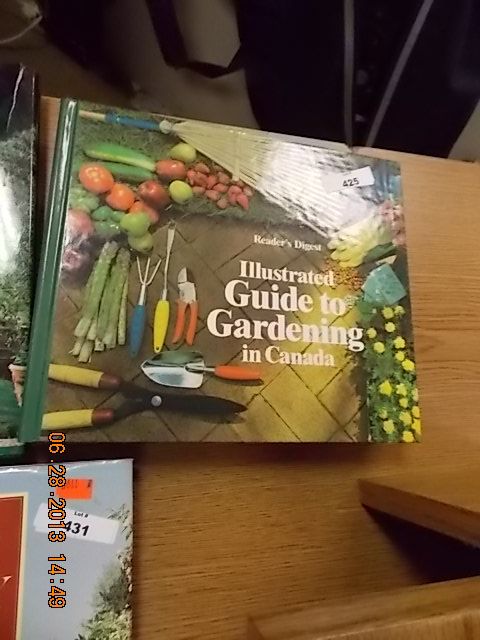 425
Reader's Digest
Illustrated
Guide to
Gardening
in Canada
Lot #
431
06.28.2013 14:49